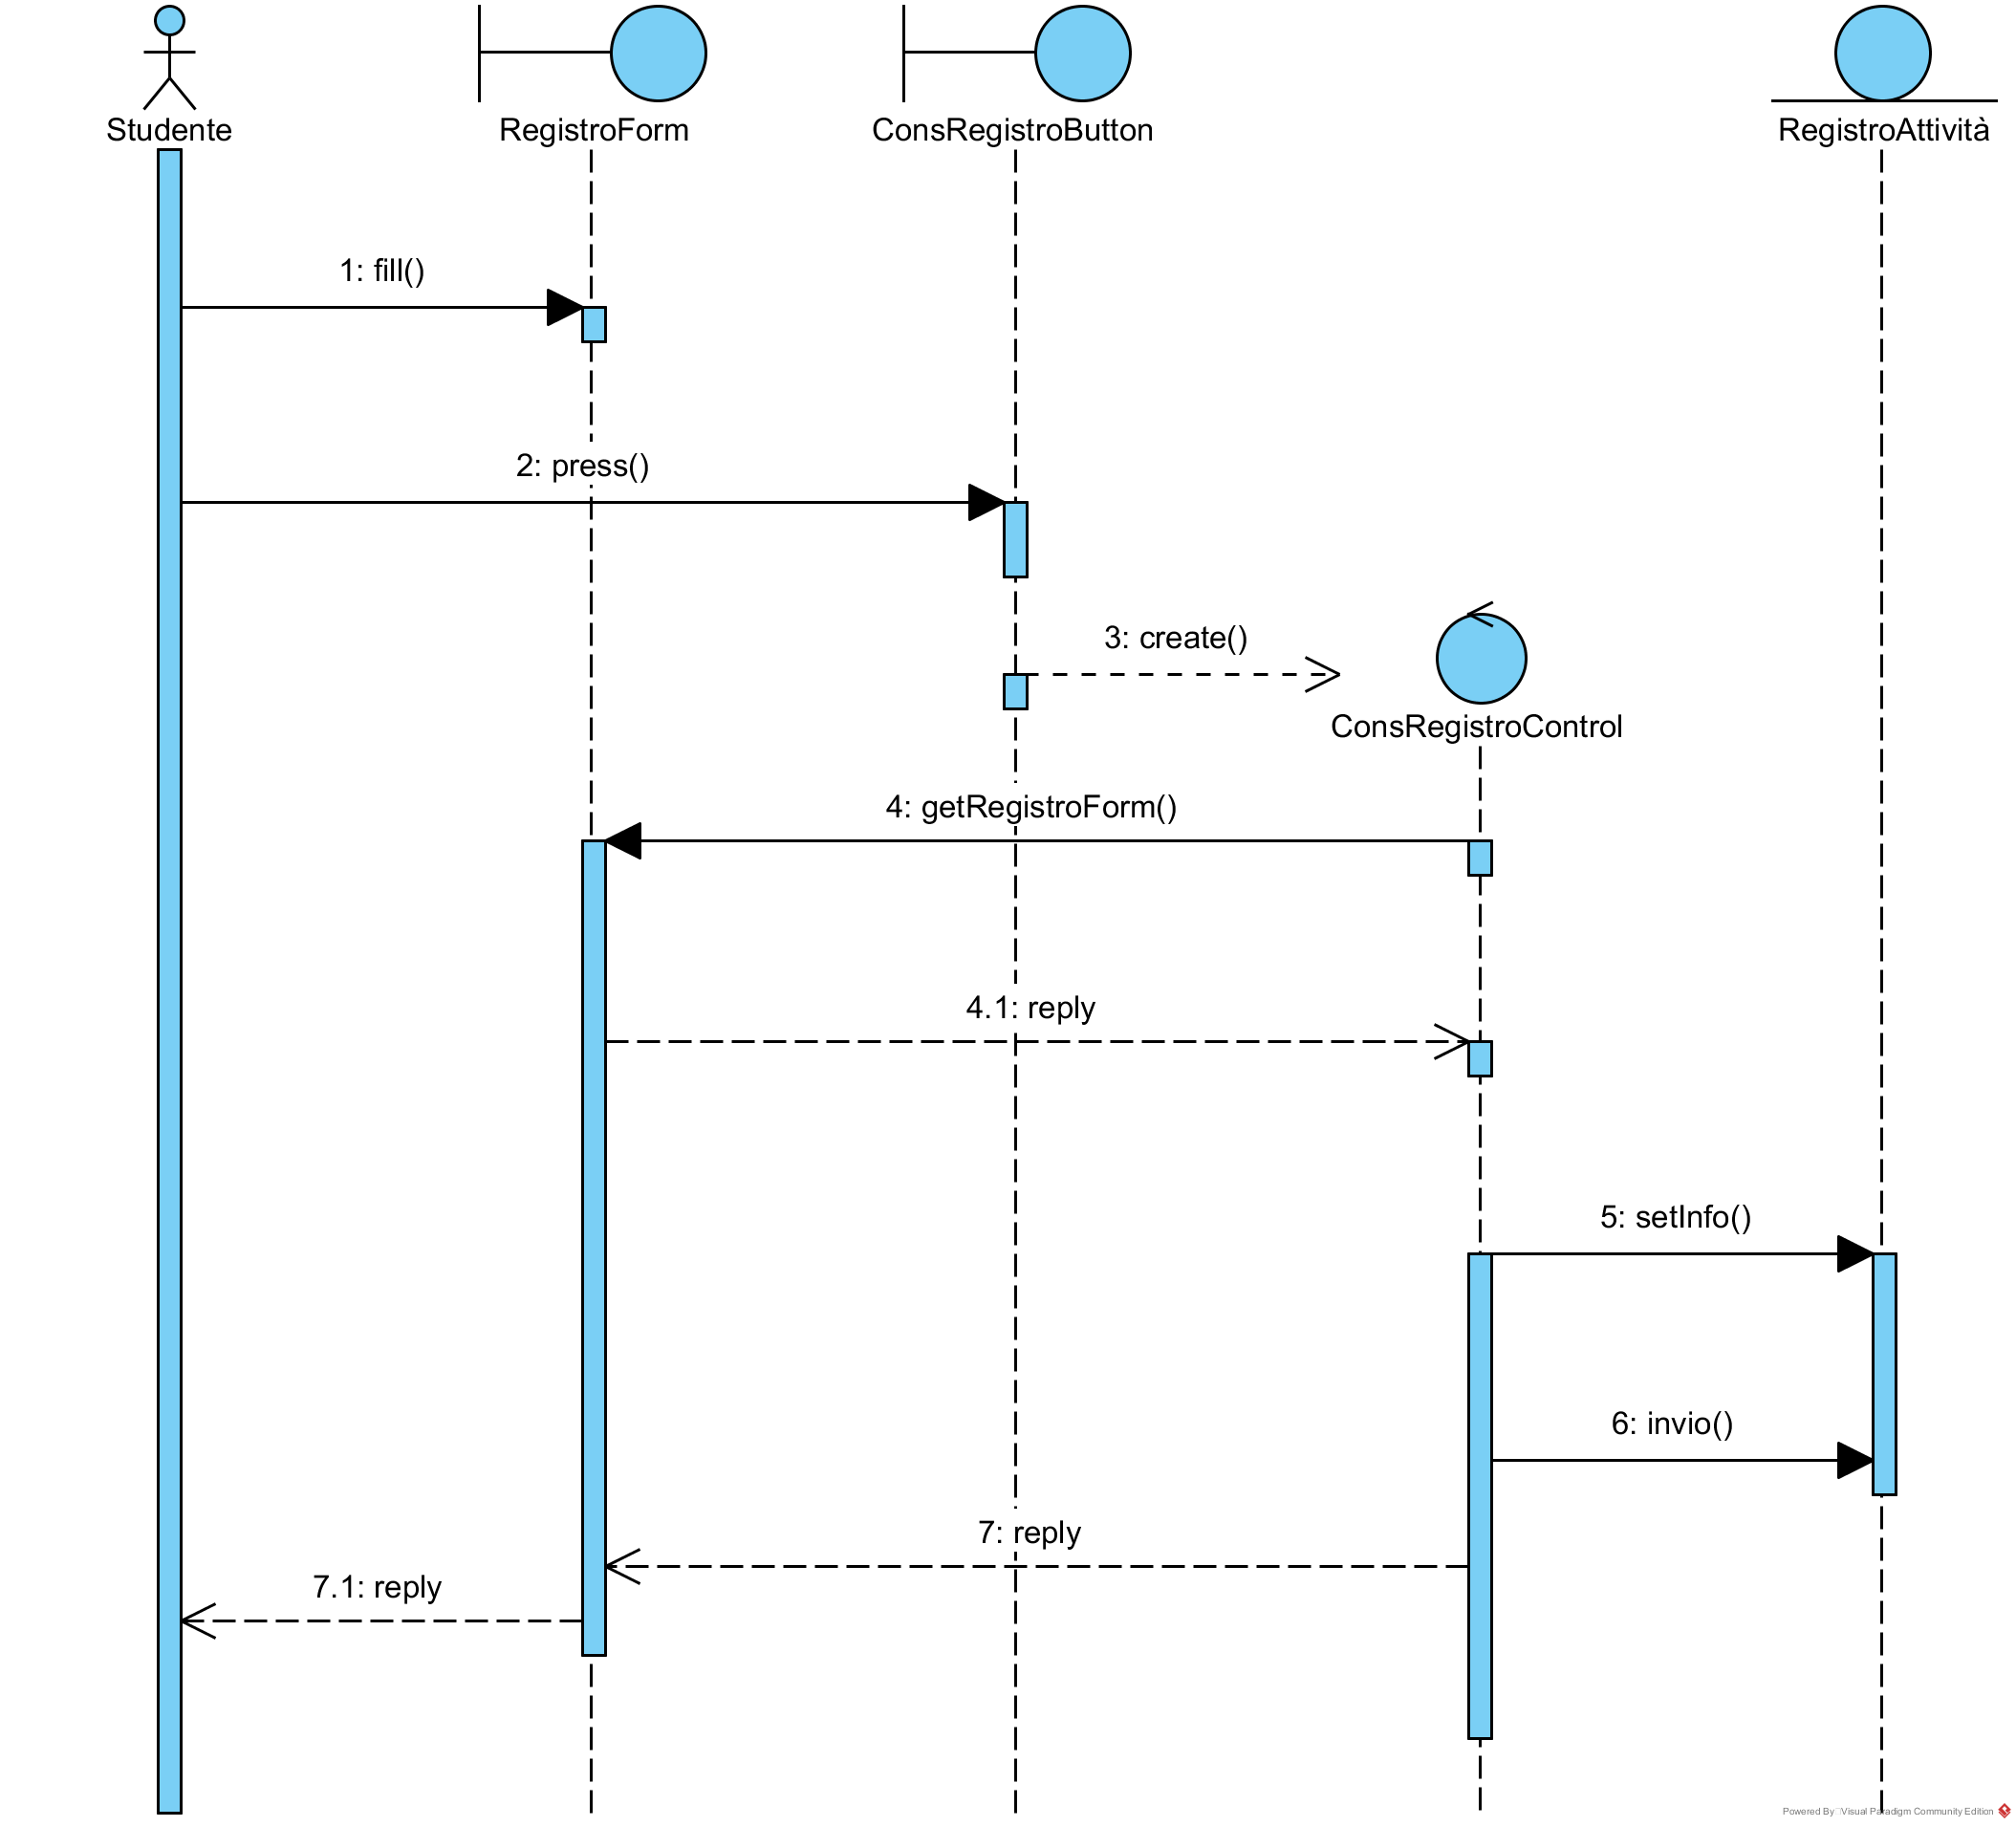 Studente
RegistroForm
ConsRegistroButton
RegistroAttività
1: fill()
2: press()
3: create()
ConsRegistroControl
4: getRegistroForm()
4.1: reply
5: setInfo()
6: invio()
7: reply
7.1: reply
Powered By Visual Paradigm Community Edition